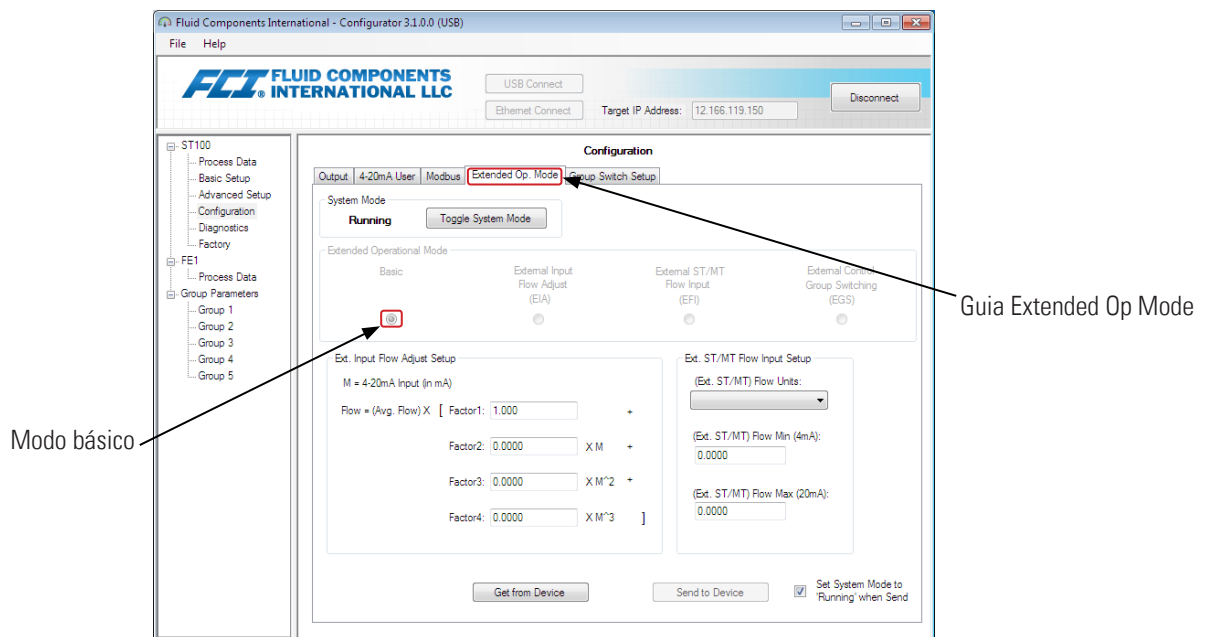 Fluid Components International - Configurator 3.1.0.0 (USB)
File Help
FCI® FLUID COMPONENTS
INTERNATIONAL LLC
USB Connect
Ethernet Connect
Target IP Address: 12.166.119.150
Disconnect
ST100
Process Data
Basic Setup
Advanced Setup
Configuration
Diagnostics
Factory
FE1
Process Data
Group Parameters
Group 1
Group 2
Group 3
Group 4
Group 5
Configuration
Output 4-20mA User Modbus Extended Op. Mode Group Switch Setup
System Mode
Running Toggle System Mode
Extended Operational Mode
Basic
External Input
Flow Adjust
(EIA)
External ST/MT
Flow Input
(EFI)
External Control
Group Switching
(EGS)
Ext. Input Flow Adjust Setup
M = 4-20mA Input (in mA)
Flow = (Avg. Flow) X [ Factor1: 1.000 +
Factor2: 0.0000 X M +
Factor3: 0.0000 X M^2 +
Factor4: 0.0000 X M^3 ]
Ext. ST/MT Flow Input Setup
(Ext. ST/MT) Flow Units:
(Ext. ST/MT) Flow Min (4mA):
0.0000
(Ext. ST/MT) Flow Max (20mA):
0.0000
Get from Device
Send to Device
Set System Mode to
'Running' when Send
Guia Extended Op Mode
Modo básico